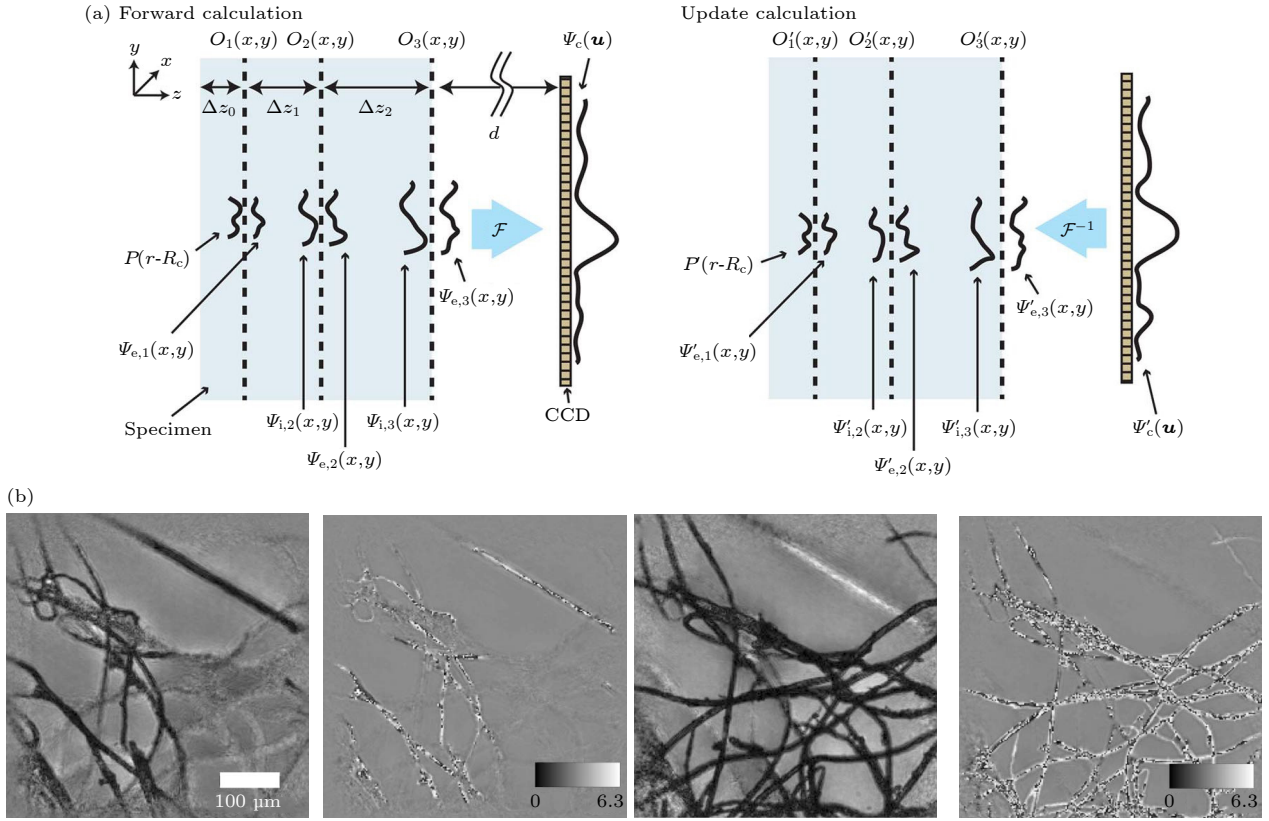 (a) Forward calculation
Update calculation
O₁(x,y) O₂(x,y) O₃(x,y) Ψc(u)
y
x
z
Δz₀ Δz₁ Δz₂
d
P(r-Rc)
ℱ
Ψe,3(x,y)
Ψe,1(x,y)
Specimen
Ψi,2(x,y) Ψi,3(x,y)
CCD
Ψe,2(x,y)
O′₁(x,y) O′₂(x,y) O′₃(x,y)
P′(r-Rc)
ℱ⁻¹
Ψ′e,3(x,y)
Ψ′e,1(x,y)
Ψ′i,2(x,y) Ψ′i,3(x,y) Ψ′c(u)
Ψ′e,2(x,y)
(b)
100 µm
0 6.3
0 6.3